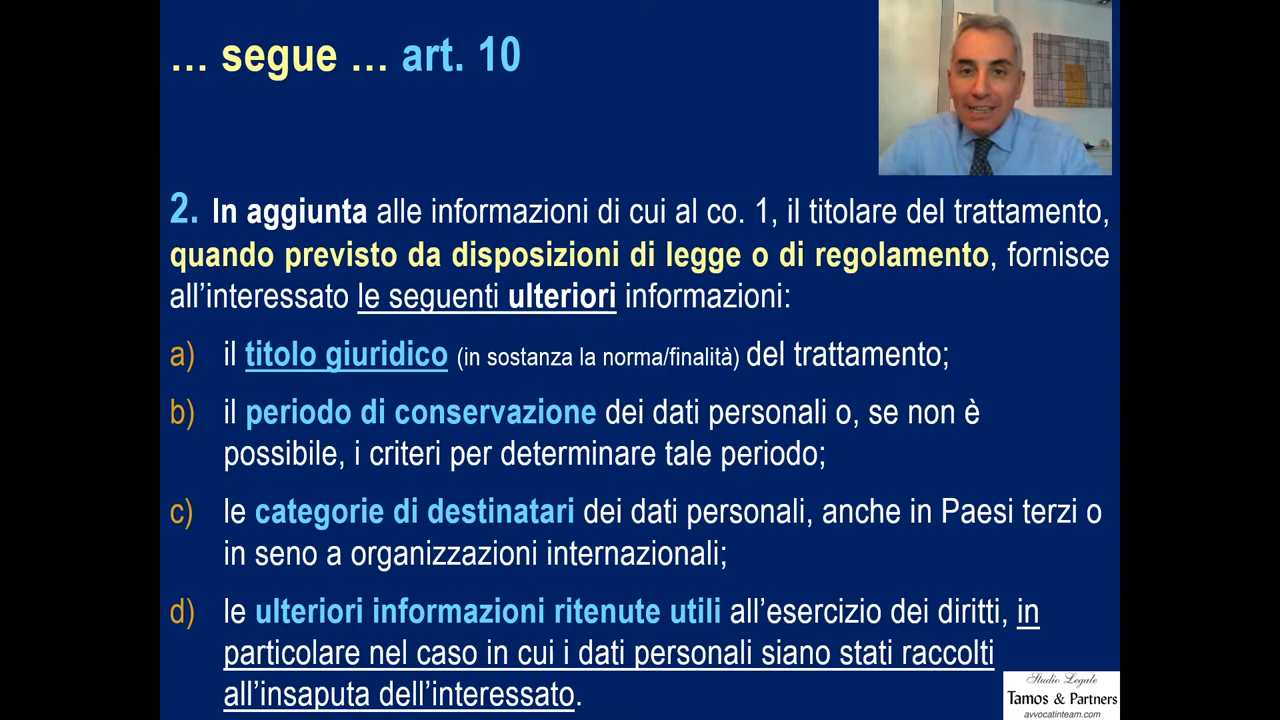 … segue … art. 10
2. In aggiunta alle informazioni di cui al co. 1, il titolare del trattamento,
quando previsto da disposizioni di legge o di regolamento, fornisce
all’interessato le seguenti ulteriori informazioni:
a) il titolo giuridico (in sostanza la norma/finalità) del trattamento;
b) il periodo di conservazione dei dati personali o, se non è
possibile, i criteri per determinare tale periodo;
c) le categorie di destinatari dei dati personali, anche in Paesi terzi o
in seno a organizzazioni internazionali;
d) le ulteriori informazioni ritenute utili all’esercizio dei diritti, in
particolare nel caso in cui i dati personali siano stati raccolti
all’insaputa dell’interessato.
Studio Legale
Tamos & Partners
avvocatinteam.com